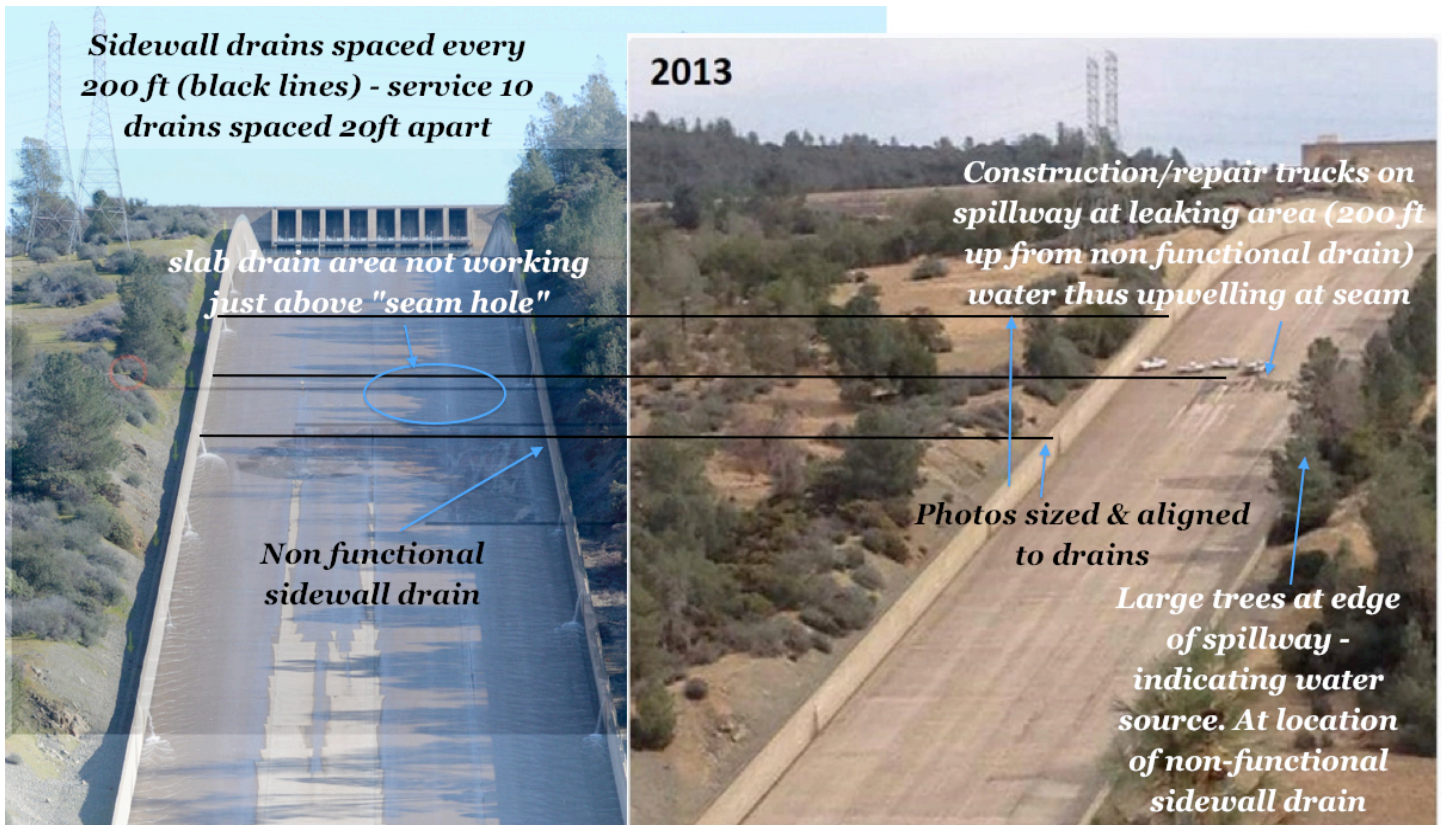 Sidewall drains spaced every
200 ft (black lines) - service 10
drains spaced 20ft apart
slab drain area not working
just above "seam hole"
Non functional
sidewall drain
2013
Construction/repair trucks on
spillway at leaking area (200 ft
up from non functional drain)
water thus upwelling at seam
Photos sized & aligned
to drains
Large trees at edge
of spillway -
indicating water
source. At location
of non-functional
sidewall drain